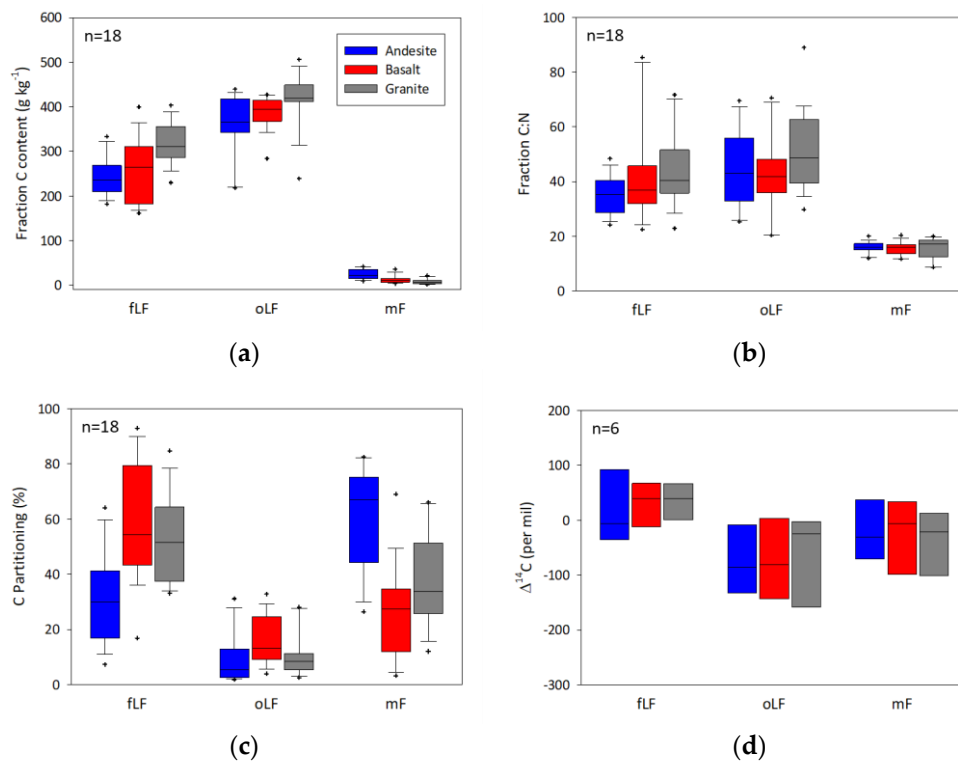 Fraction C content (g kg⁻¹)
600
500
400
300
200
100
0
n=18
Andesite
Basalt
Granite
fLF
oLF
mF
(a)
Fraction C:N
100
80
60
40
20
0
n=18
fLF
oLF
mF
(b)
C Partitioning (%)
100
80
60
40
20
0
n=18
fLF
oLF
mF
(c)
Δ¹⁴C (per mil)
200
100
0
-100
-200
-300
n=6
fLF
oLF
mF
(d)